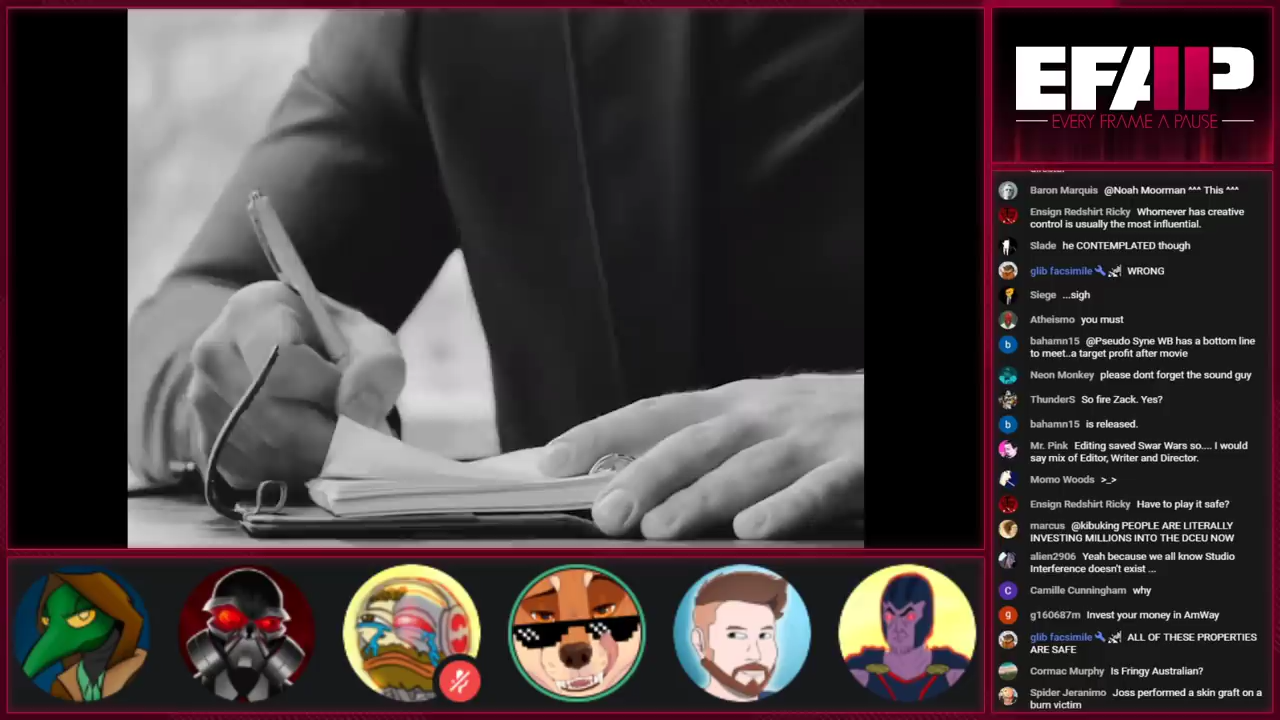 EFAP
EVERY FRAME A PAUSE
Baron Marquis @Noah Moorman ^^^ This ^^^
Ensign Redshirt Ricky Whomever has creative
control is usually the most influential.
Slade he CONTEMPLATED though
glib facsimile WRONG
Siege ...sigh
Atheismo you must
b bahamn15 @Pseudo Syne WB has a bottom line
to meet..a target profit after movie
Neon Monkey please dont forget the sound guy
ThunderS So fire Zack. Yes?
b bahamn15 is released.
Mr. Pink Editing saved Swar Wars so.... I would
say mix of Editor, Writer and Director.
Momo Woods >_>
Ensign Redshirt Ricky Have to play it safe?
marcus @kibuking PEOPLE ARE LITERALLY
INVESTING MILLIONS INTO THE DCEU NOW
alien2906 Yeah because we all know Studio
Interference doesn't exist ...
C Camille Cunningham why
g g160687m Invest your money in AmWay
glib facsimile ALL OF THESE PROPERTIES
ARE SAFE
Cormac Murphy Is Fringy Australian?
Spider Jeranimo Joss performed a skin graft on a
burn victim